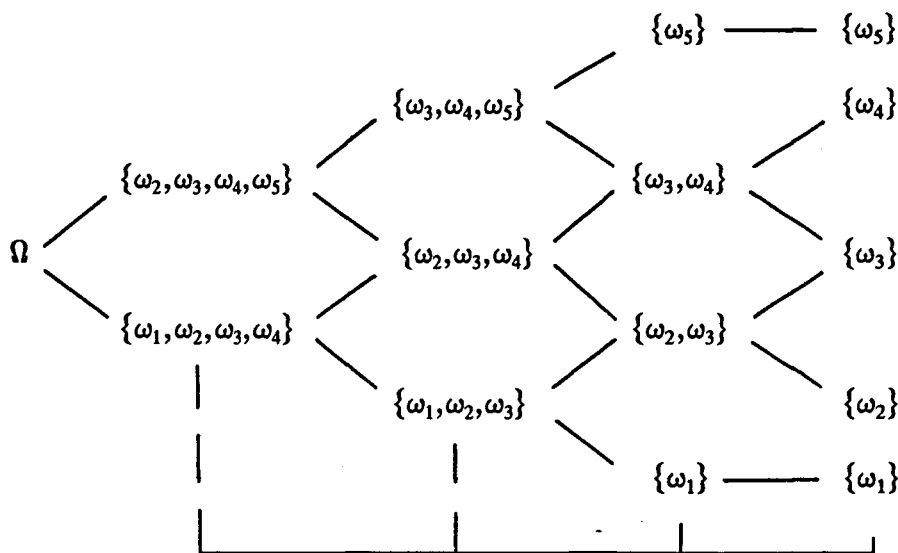 {ω5} {ω5}
{ω3,ω4,ω5} {ω4}
{ω2,ω3,ω4,ω5} {ω3,ω4}
Ω {ω2,ω3,ω4} {ω3}
{ω1,ω2,ω3,ω4} {ω2,ω3}
{ω1,ω2,ω3} {ω2}
{ω1} {ω1}